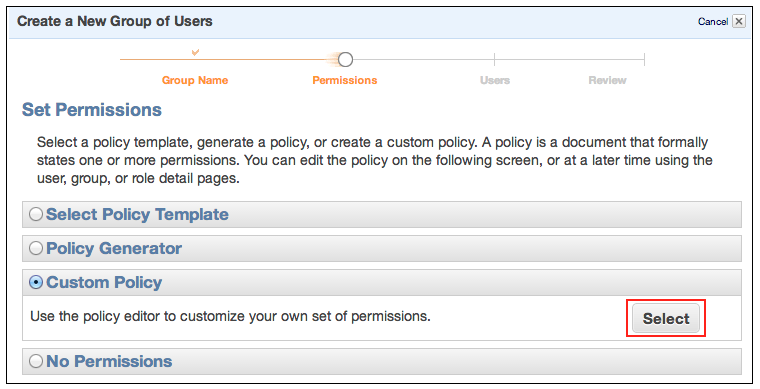 Create a New Group of Users
Cancel
Group Name
Permissions
Users
Review
Set Permissions
Select a policy template, generate a policy, or create a custom policy. A policy is a document that formally
states one or more permissions. You can edit the policy on the following screen, or at a later time using the
user, group, or role detail pages.
Select Policy Template
Policy Generator
Custom Policy
Use the policy editor to customize your own set of permissions.
Select
No Permissions